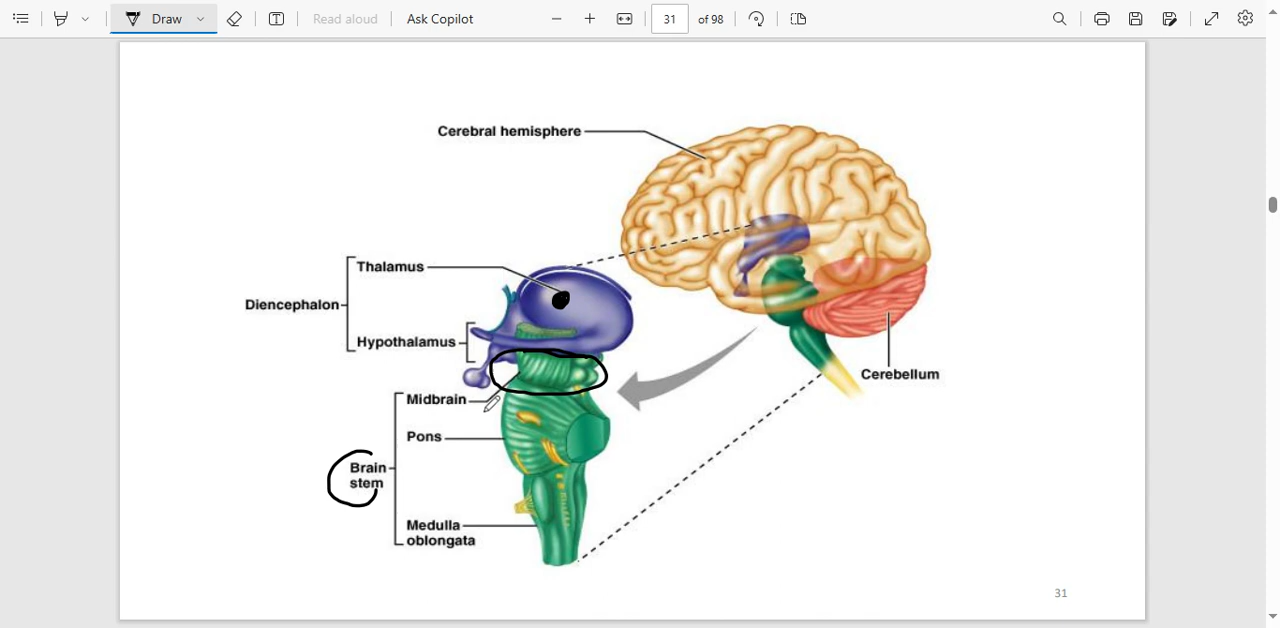 Draw
Read aloud
Ask Copilot
31
of 98
Cerebral hemisphere
Thalamus
Diencephalon
Hypothalamus
Cerebellum
Midbrain
Pons
Brain
stem
Medulla
oblongata
31